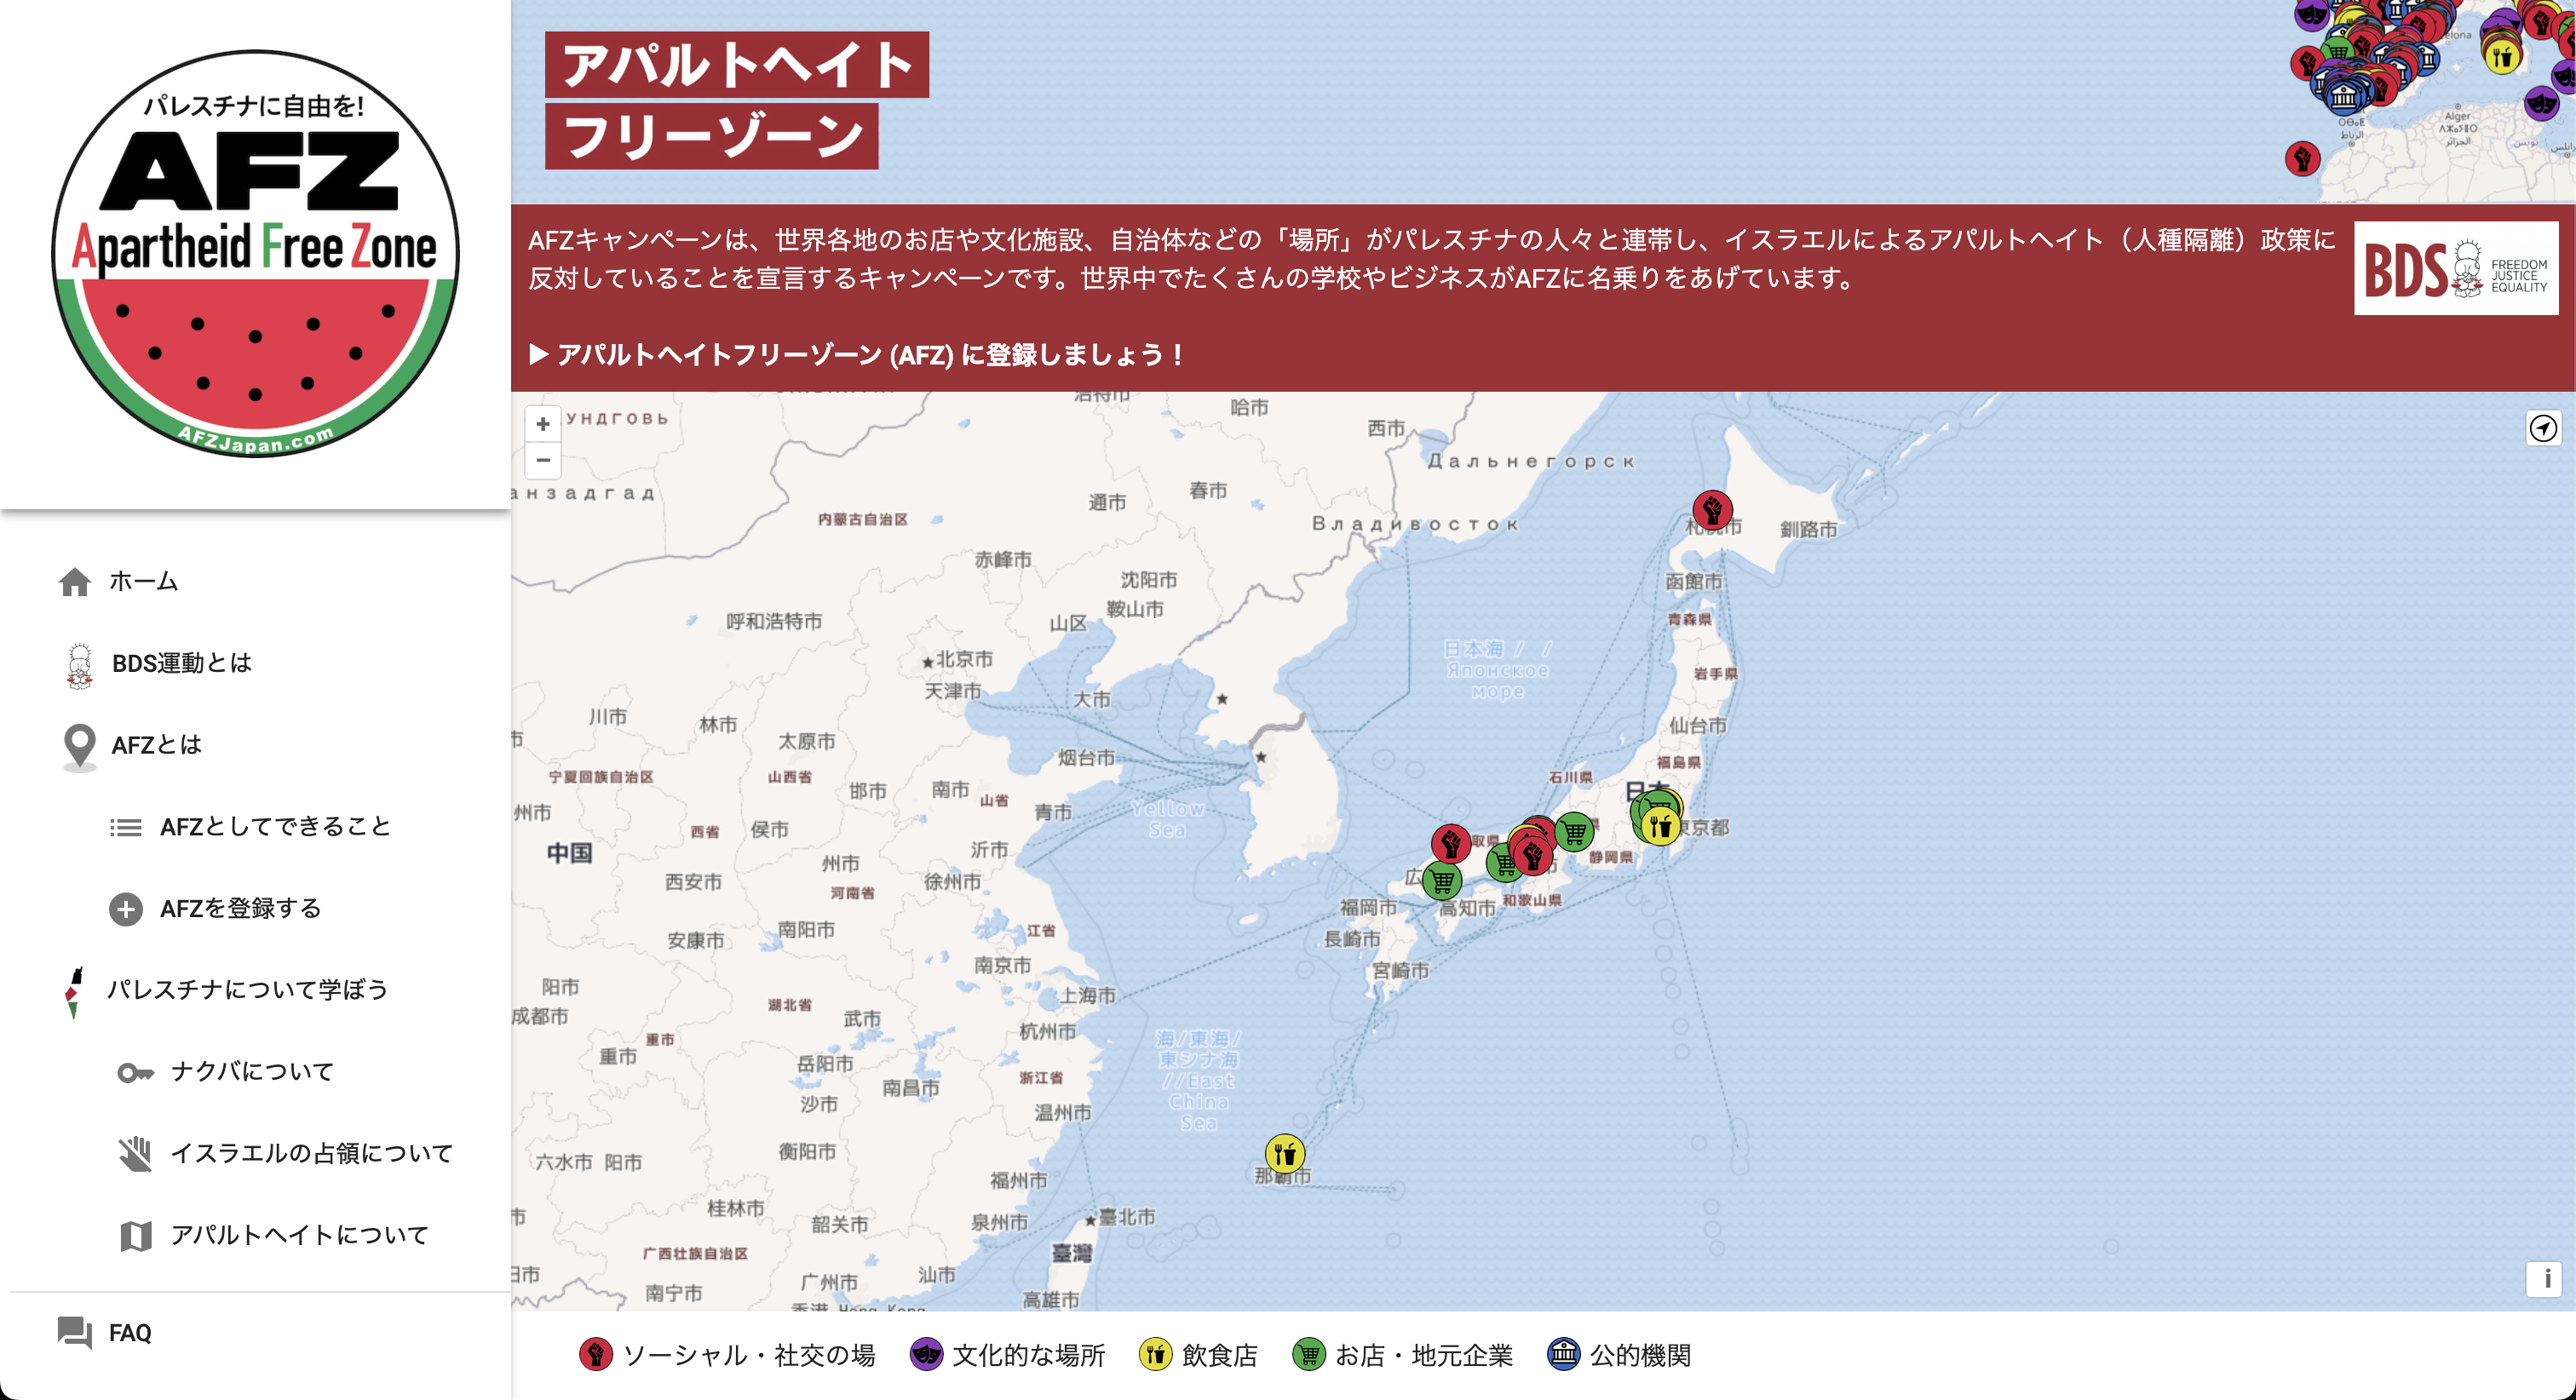 パレスチナに自由を!
AFZ
Apartheid Free Zone
AFZJapan.com
ホーム
BDS運動とは
AFZとは
AFZとしてできること
AFZを登録する
パレスチナについて学ぼう
ナクバについて
イスラエルの占領について
アパルトヘイトについて
FAQ
アパルトヘイト
フリーゾーン
Alger
الجزائر
الرباط
تونس
AFZキャンペーンは、世界各地のお店や文化施設、自治体などの「場所」がパレスチナの人々と連帯し、イスラエルによるアパルトヘイト（人種隔離）政策に
反対していることを宣言するキャンペーンです。世界中でたくさんの学校やビジネスがAFZに名乗りをあげています。
BDS
FREEDOM
JUSTICE
EQUALITY
▶ アパルトヘイトフリーゾーン (AFZ) に登録しましょう！
+
−
哈市
西市
Дальнегорск
春市
通市
内蒙古自治区
Владивосток
釧路市
赤峰市
沈阳市
函館市
鞍山市
呼和浩特市
山区
青森県
日本海 / /
Японское
море
北京市
岩手県
天津市
大市
川市
林市
仙台市
太原市
烟台市
福島県
宁夏回族自治区
山西省
石川県
邯市
南市
山省
青市
Yellow
Sea
州市
西省
侯市
東京都
中国
沂市
静岡県
州市
西安市
河南省
徐州市
福岡市
高知市
和歌山県
南阳市
江省
安康市
長崎市
南京市
宮崎市
阳市
上海市
湖北省
成都市
武市
杭州市
重市
重市
岳阳市
海/東海/
東シナ海
//East
China
Sea
浙江省
南昌市
沙市
温州市
衡阳市
六水市
阳市
福州市
那覇市
桂林市
韶关市
泉州市
臺北市
广西壮族自治区
臺灣
广州市
汕市
南宁市
高雄市
i
ソーシャル・社交の場
文化的な場所
飲食店
お店・地元企業
公的機関